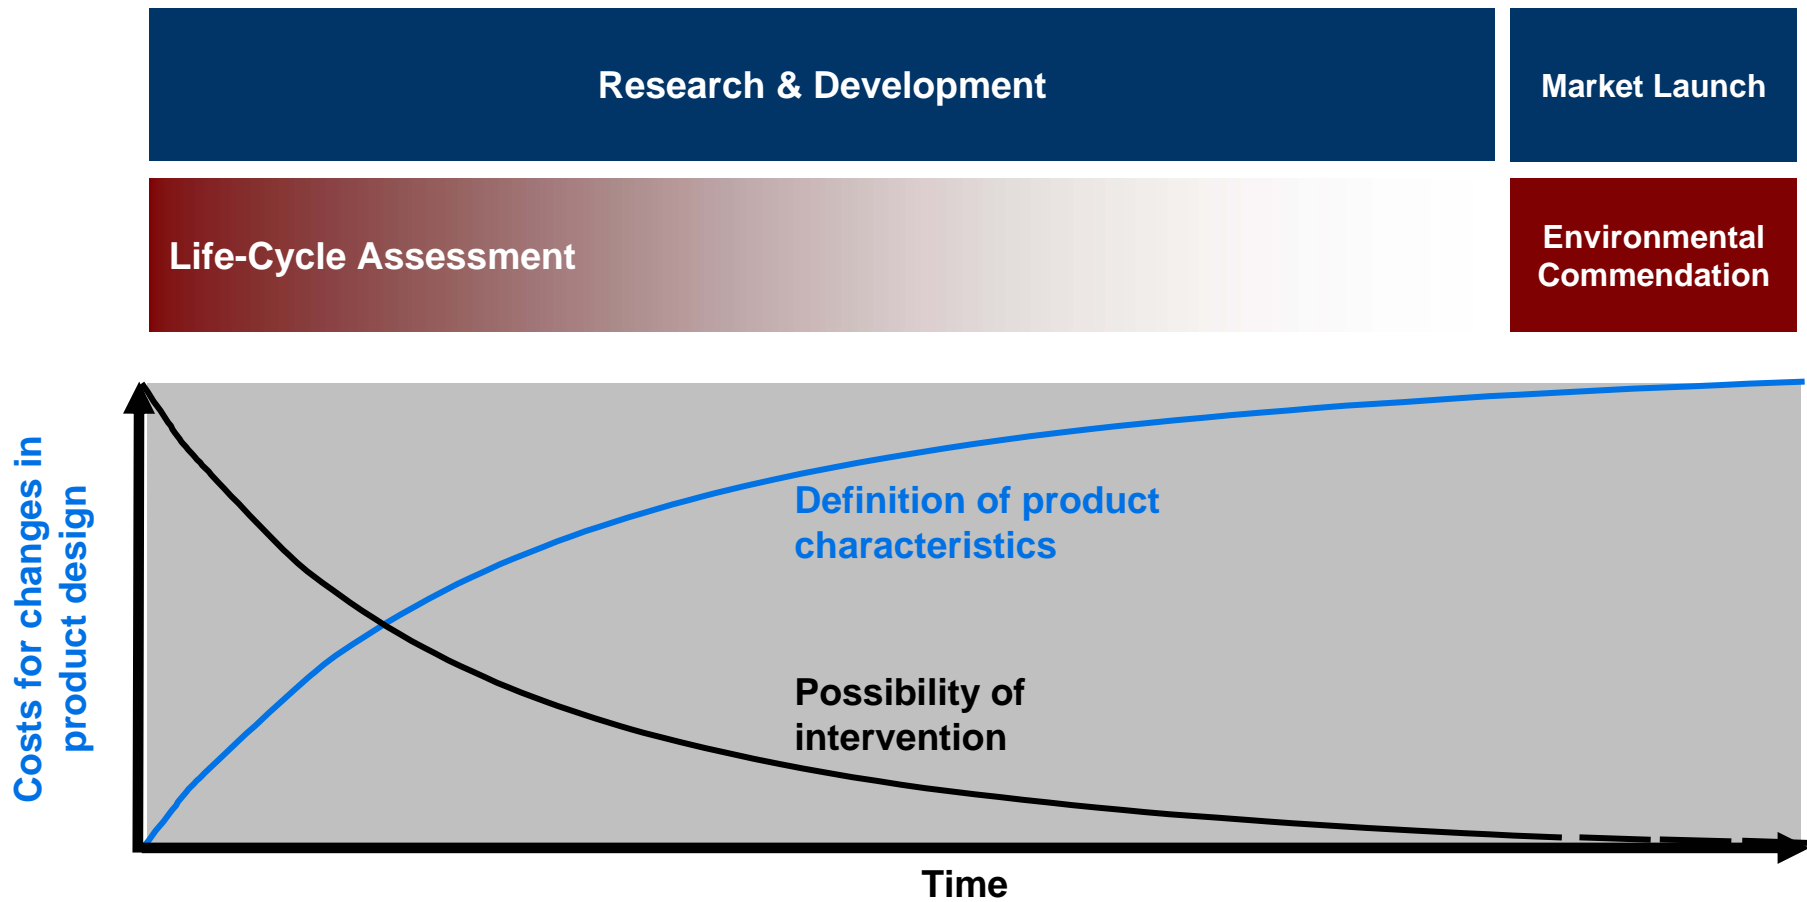 Research & Development
Market Launch
Life-Cycle Assessment
Environmental
Commendation
Costs for changes in
product design
Definition of product
characteristics
Possibility of
intervention
Time